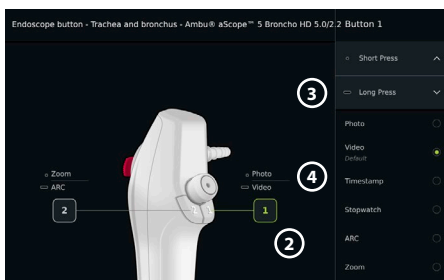 Endoscope button - Trachea and bronchus - Ambu® aScope™ 5 Broncho HD 5.0/2.2
Button 1
Short Press
3
Long Press
Photo
Video
Default
4
Timestamp
Stopwatch
ARC
Zoom
Zoom
ARC
2
Photo
Video
1
2